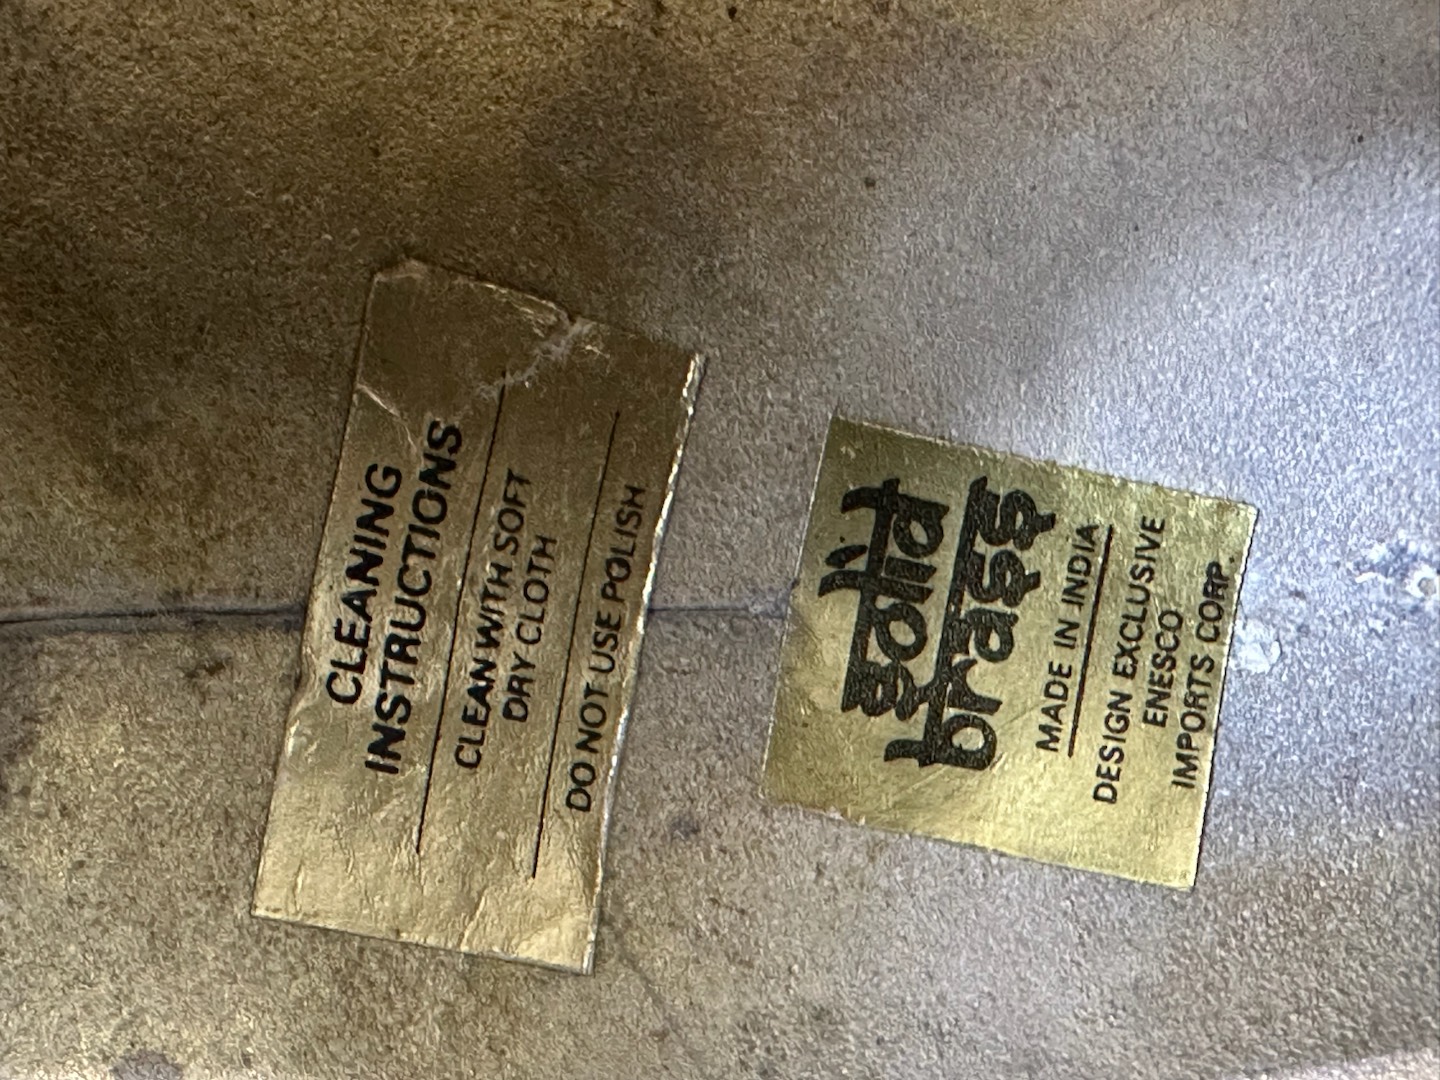 CLEANING
INSTRUCTIONS
CLEAN WITH SOFT
DRY CLOTH
DO NOT USE POLISH
solid
brass
MADE IN INDIA
DESIGN EXCLUSIVE
ENESCO
IMPORTS CORP.